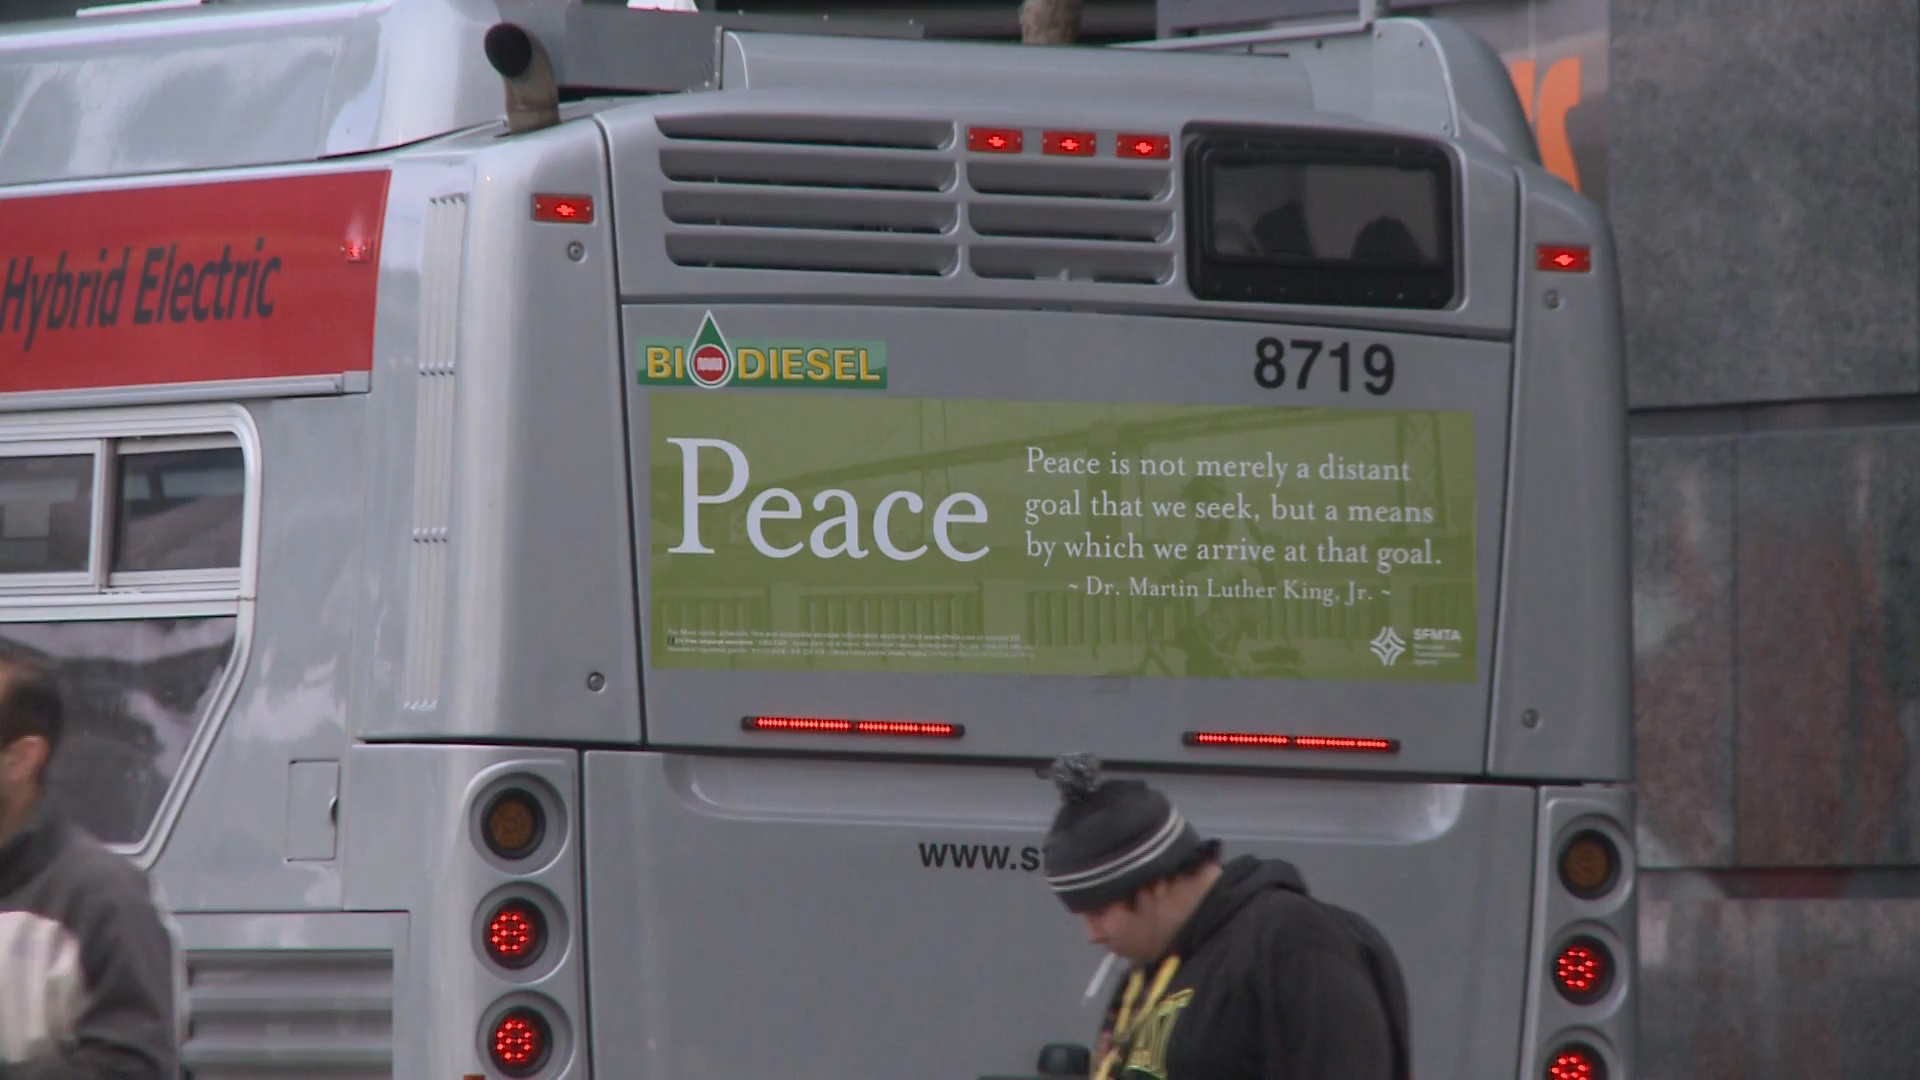 Hybrid Electric
BIODIESEL
8719
Peace
Peace is not merely a distant
goal that we seek, but a means
by which we arrive at that goal.
~ Dr. Martin Luther King, Jr. ~
SFMTA
www.s